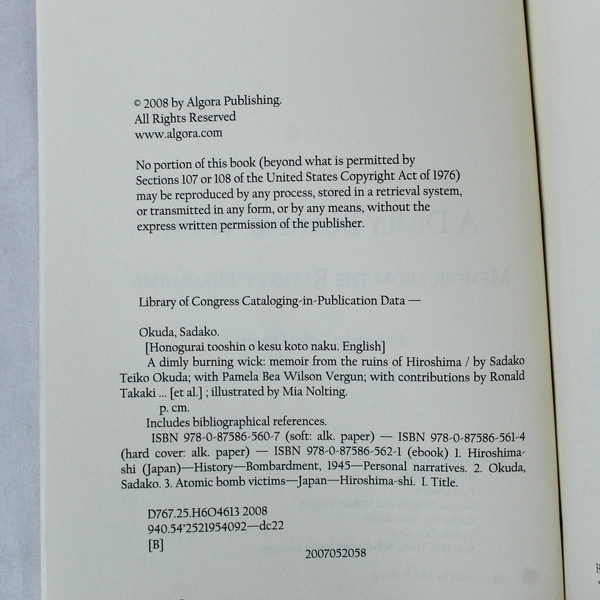 © 2008 by Algora Publishing.
All Rights Reserved
www.algora.com
No portion of this book (beyond what is permitted by
Sections 107 or 108 of the United States Copyright Act of 1976)
may be reproduced by any process, stored in a retrieval system,
or transmitted in any form, or by any means, without the
express written permission of the publisher.
Library of Congress Cataloging-in-Publication Data —
Okuda, Sadako.
[Honogurai tooshin o kesu koto naku. English]
A dimly burning wick: memoir from the ruins of Hiroshima / by Sadako
Teiko Okuda; with Pamela Bea Wilson Vergun; with contributions by Ronald
Takaki ... [et al.] ; illustrated by Mia Nolting.
p. cm.
Includes bibliographical references.
ISBN 978-0-87586-560-7 (soft: alk. paper) — ISBN 978-0-87586-561-4
(hard cover: alk. paper) — ISBN 978-0-87586-562-1 (ebook) 1. Hiroshima-
shi (Japan)—History—Bombardment, 1945—Personal narratives. 2. Okuda,
Sadako. 3. Atomic bomb victims—Japan—Hiroshima-shi. I. Title.
D767.25.H6O4613 2008
940.54'2521954092—dc22
[B]
2007052058